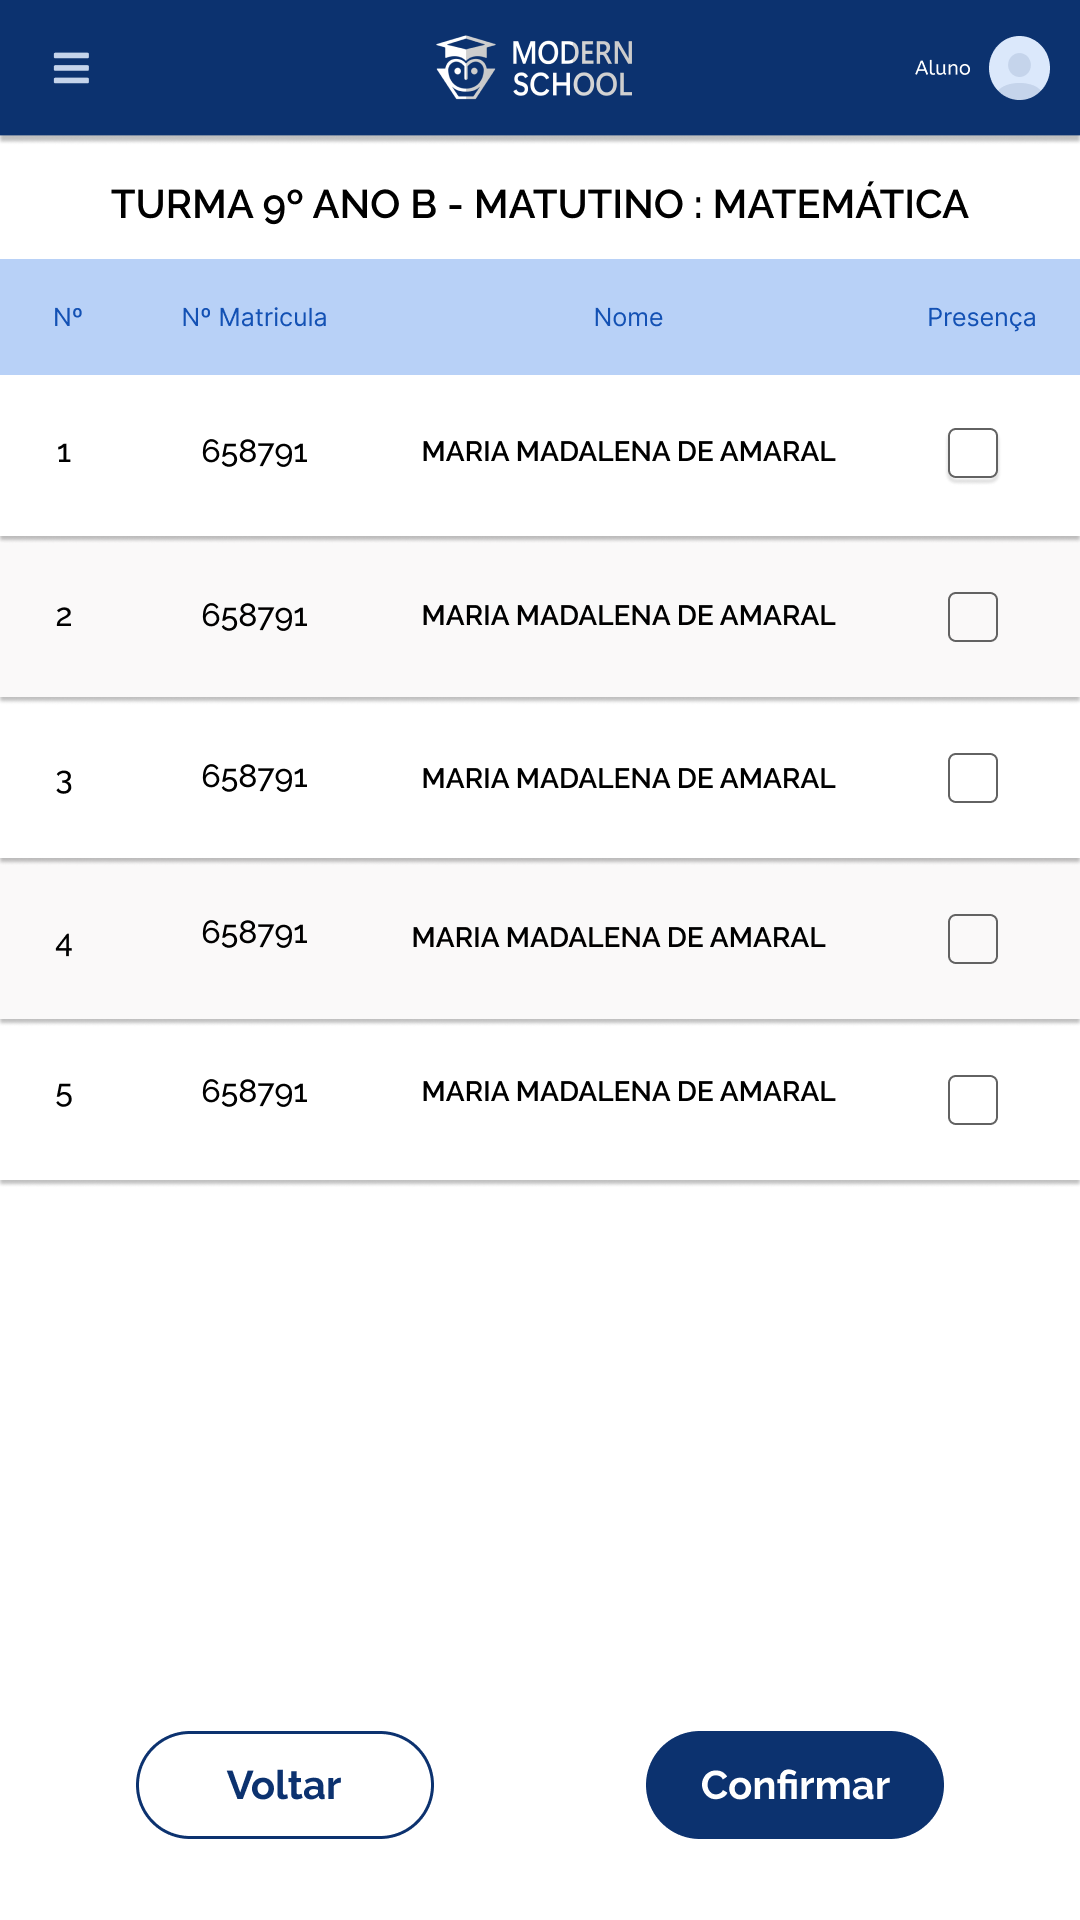 MODERN
SCHOOL
Aluno
TURMA 9º ANO B - MATUTINO : MATEMÁTICA
Nº Nº Matricula Nome Presença
1 658791 MARIA MADALENA DE AMARAL
2 658791 MARIA MADALENA DE AMARAL
3 658791 MARIA MADALENA DE AMARAL
4 658791 MARIA MADALENA DE AMARAL
5 658791 MARIA MADALENA DE AMARAL
Voltar Confirmar